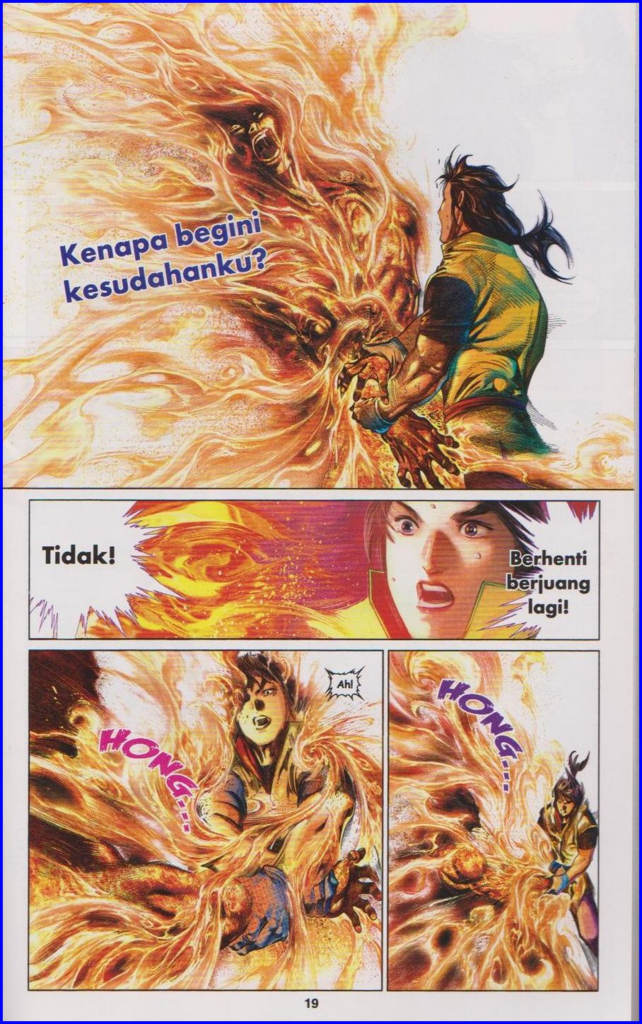 Kenapa begini
kesudahanku?
Tidak!
Berhenti
berjuang
lagi!
Ah!
HONG...
HONG...
19